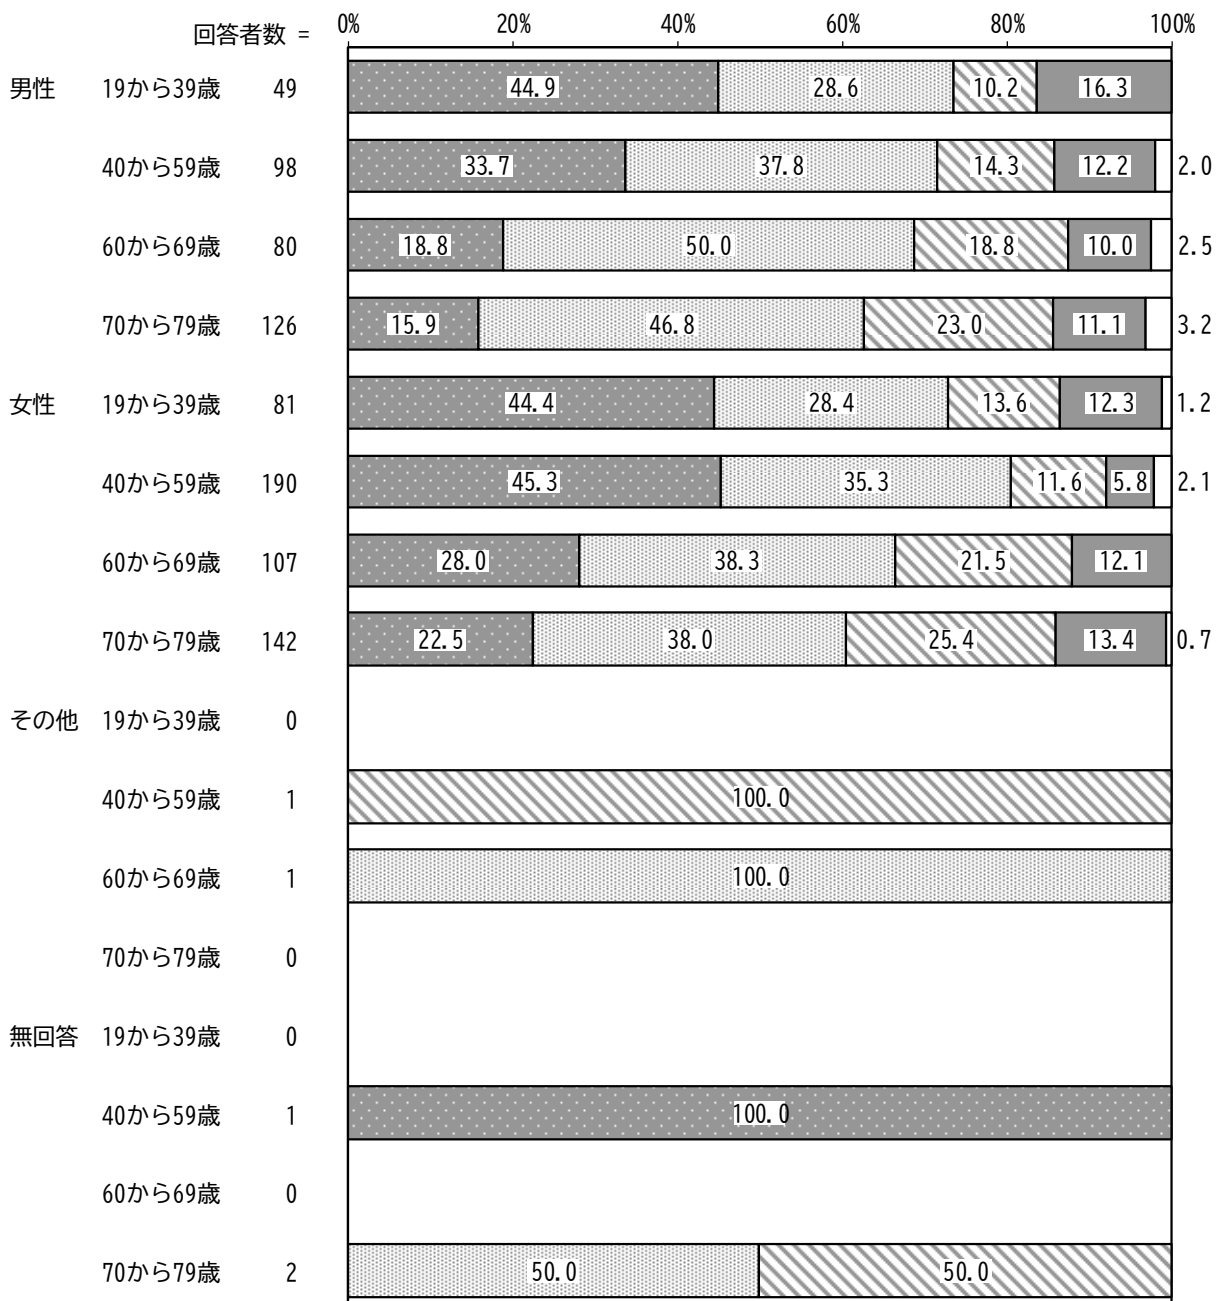 0% 20% 40% 60% 80% 100%
回答者数 =
男性 19から39歳 49 44.9 28.6 10.2 16.3
40から59歳 98 33.7 37.8 14.3 12.2 2.0
60から69歳 80 18.8 50.0 18.8 10.0 2.5
70から79歳 126 15.9 46.8 23.0 11.1 3.2
女性 19から39歳 81 44.4 28.4 13.6 12.3 1.2
40から59歳 190 45.3 35.3 11.6 5.8 2.1
60から69歳 107 28.0 38.3 21.5 12.1
70から79歳 142 22.5 38.0 25.4 13.4 0.7
その他 19から39歳 0
40から59歳 1 100.0
60から69歳 1 100.0
70から79歳 0
無回答 19から39歳 0
40から59歳 1 100.0
60から69歳 0
70から79歳 2 50.0 50.0